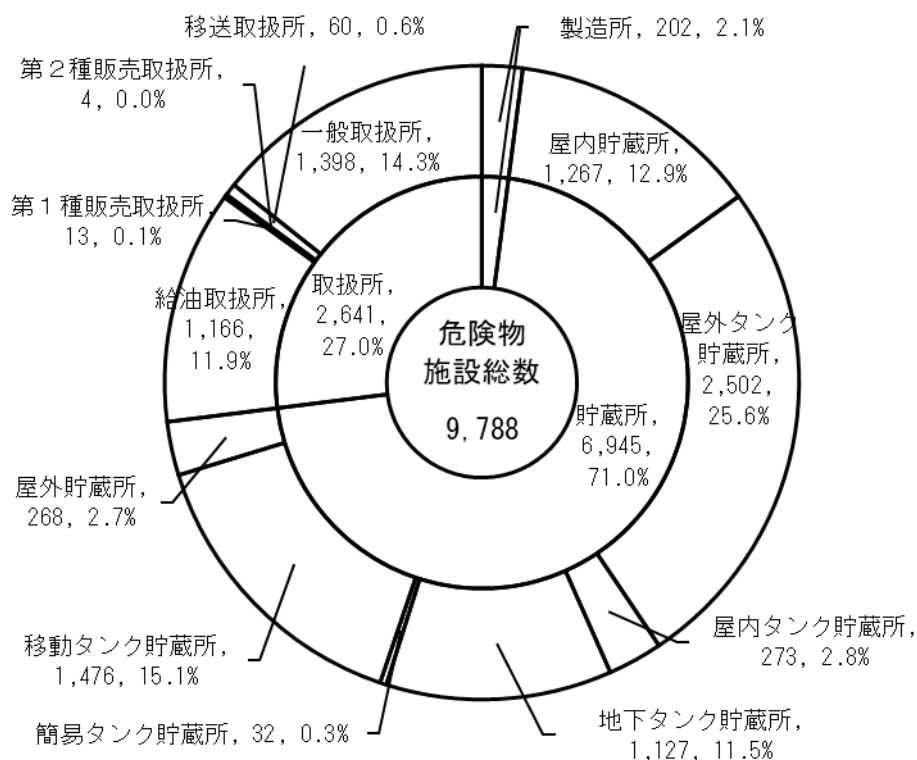 移送取扱所, 60, 0.6%
製造所, 202, 2.1%
第２種販売取扱所,
4, 0.0%
一般取扱所,
1,398, 14.3%
屋内貯蔵所,
1,267, 12.9%
第１種販売取扱所,
13, 0.1%
給油取扱所,
1,166,
11.9%
取扱所,
2,641,
27.0%
危険物
施設総数
9,788
屋外タンク
貯蔵所,
2,502,
25.6%
貯蔵所,
6,945,
71.0%
屋外貯蔵所,
268, 2.7%
移動タンク貯蔵所,
1,476, 15.1%
屋内タンク貯蔵所,
273, 2.8%
簡易タンク貯蔵所, 32, 0.3%
地下タンク貯蔵所,
1,127, 11.5%